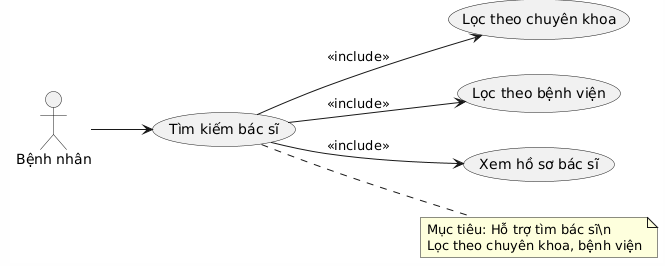 Lọc theo chuyên khoa
«include»
Lọc theo bệnh viện
«include»
Tìm kiếm bác sĩ
«include»
Xem hồ sơ bác sĩ
Bệnh nhân
Mục tiêu: Hỗ trợ tìm bác sĩ\n
Lọc theo chuyên khoa, bệnh viện